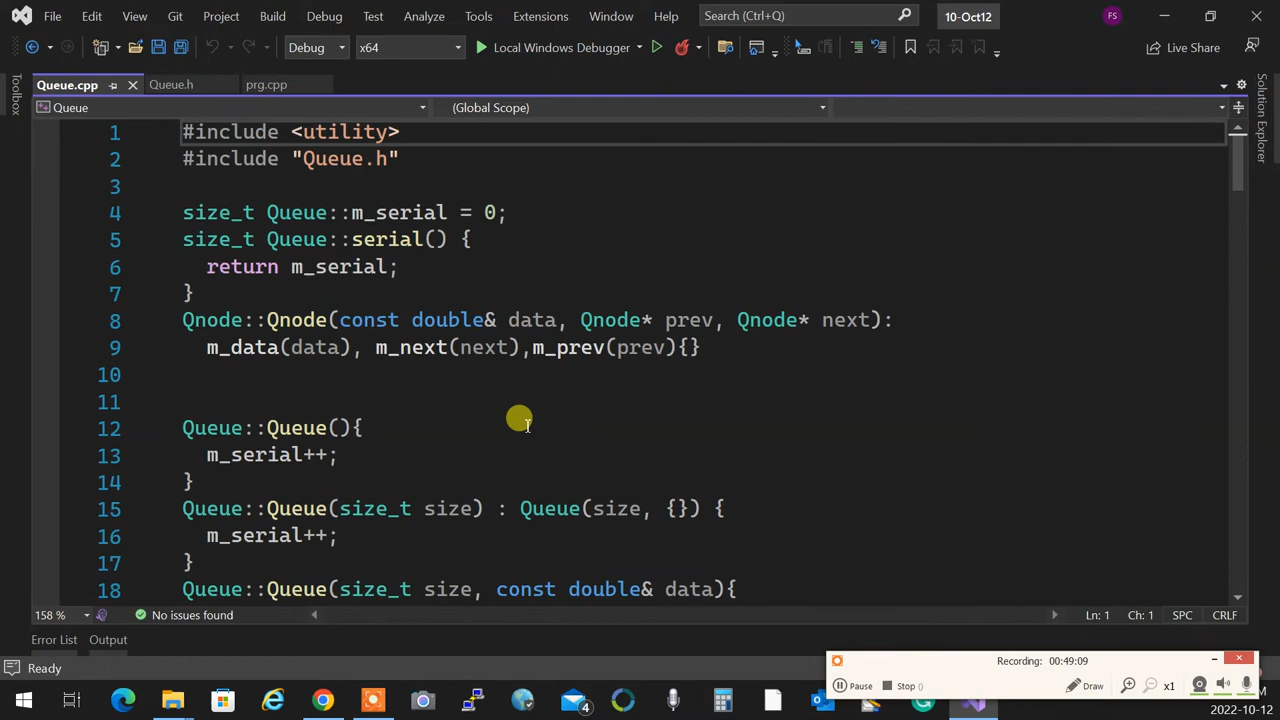 File Edit View Git Project Build Debug Test Analyze Tools Extensions Window Help Search (Ctrl+Q) 10-Oct12 FS
Debug x64 Local Windows Debugger Live Share
Queue.cpp Queue.h prg.cpp
Queue (Global Scope)
Toolbox
Solution Explorer
1 #include <utility>
2 #include "Queue.h"
3
4 size_t Queue::m_serial = 0;
5 size_t Queue::serial() {
6 return m_serial;
7 }
8 Qnode::Qnode(const double& data, Qnode* prev, Qnode* next):
9 m_data(data), m_next(next),m_prev(prev){}
10
11
12 Queue::Queue(){
13 m_serial++;
14 }
15 Queue::Queue(size_t size) : Queue(size, {}) {
16 m_serial++;
17 }
18 Queue::Queue(size_t size, const double& data){
158 % No issues found Ln: 1 Ch: 1 SPC CRLF
Error List Output
Ready
Recording: 00:49:09
Pause Stop () Draw x1
4
2022-10-12